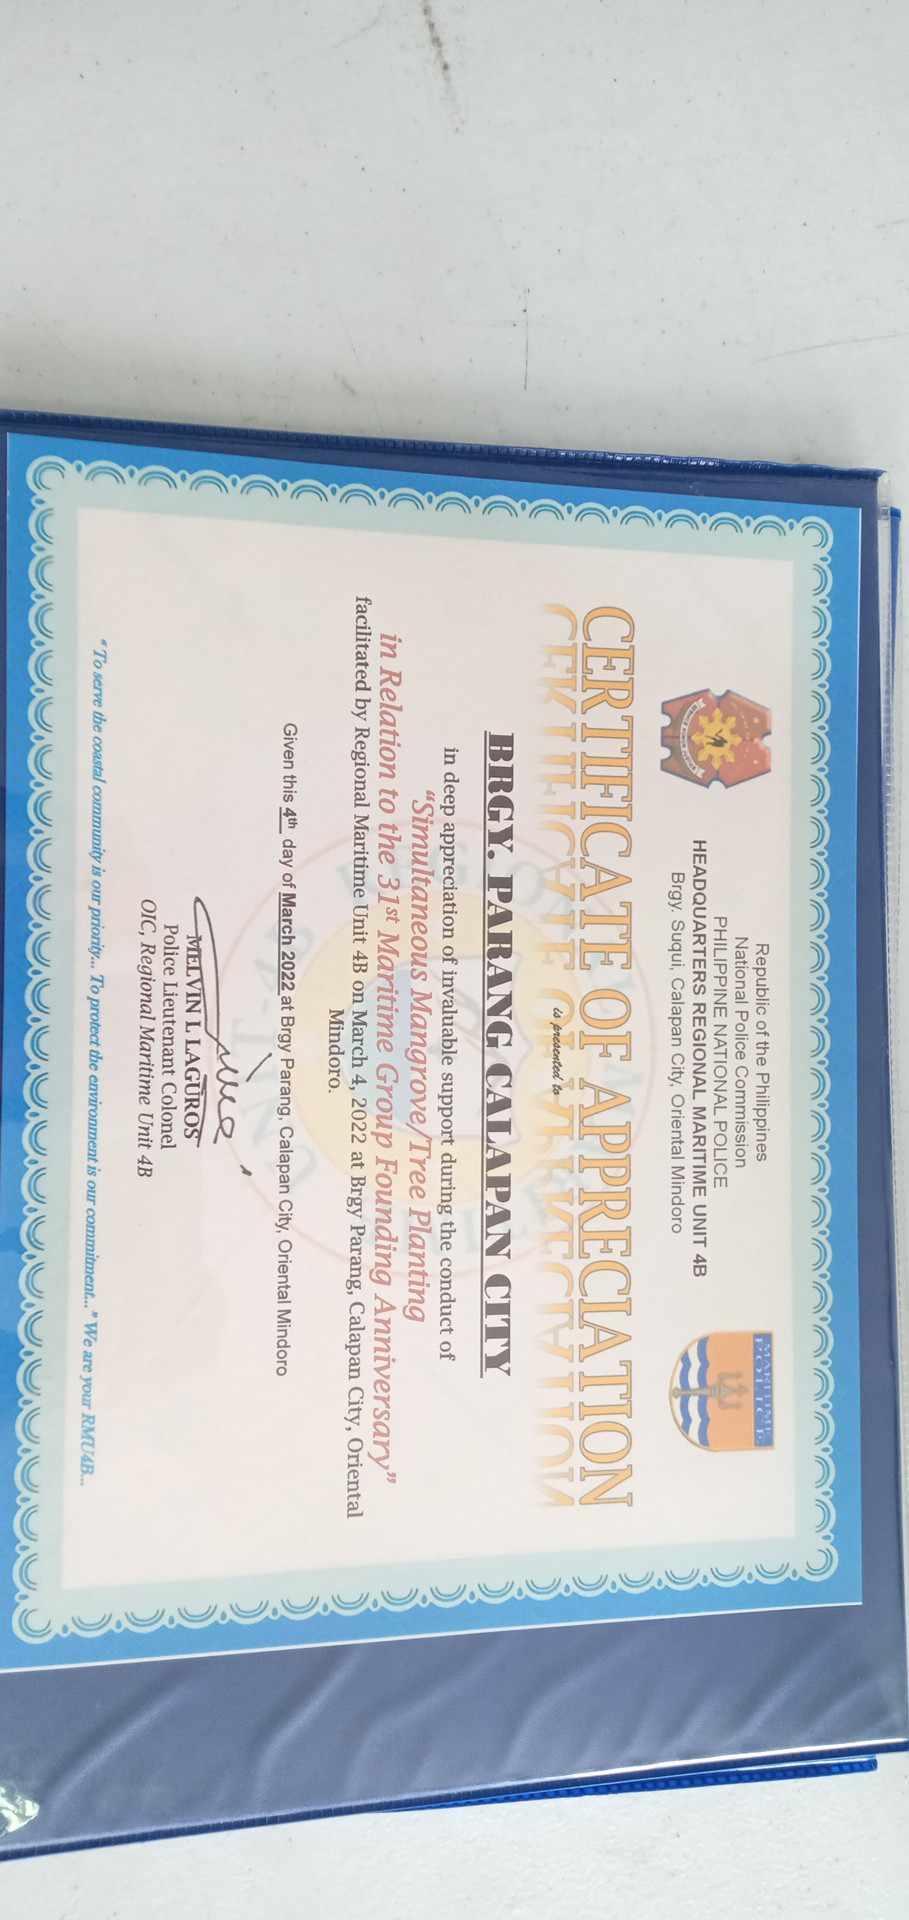 Republic of the Philippines
National Police Commission
PHILIPPINE NATIONAL POLICE
HEADQUARTERS REGIONAL MARITIME UNIT 4B
Brgy. Suqui, Calapan City, Oriental Mindoro
MARITIME
POLICE
CERTIFICATE OF APPRECIATION
is presented to
BRGY. PARANG CALAPAN CITY
in deep appreciation of invaluable support during the conduct of
“Simultaneous Mangrove/Tree Planting
in Relation to the 31st Maritime Group Founding Anniversary”
facilitated by Regional Maritime Unit 4B on March 4, 2022 at Brgy Parang, Calapan City, Oriental
Mindoro.
Given this 4th day of March 2022 at Brgy Parang, Calapan City, Oriental Mindoro
MELVIN L LAGUROS
Police Lieutenant Colonel
OIC, Regional Maritime Unit 4B
“To serve the coastal community is our priority... To protect the environment is our commitment...” We are your RMU4B...